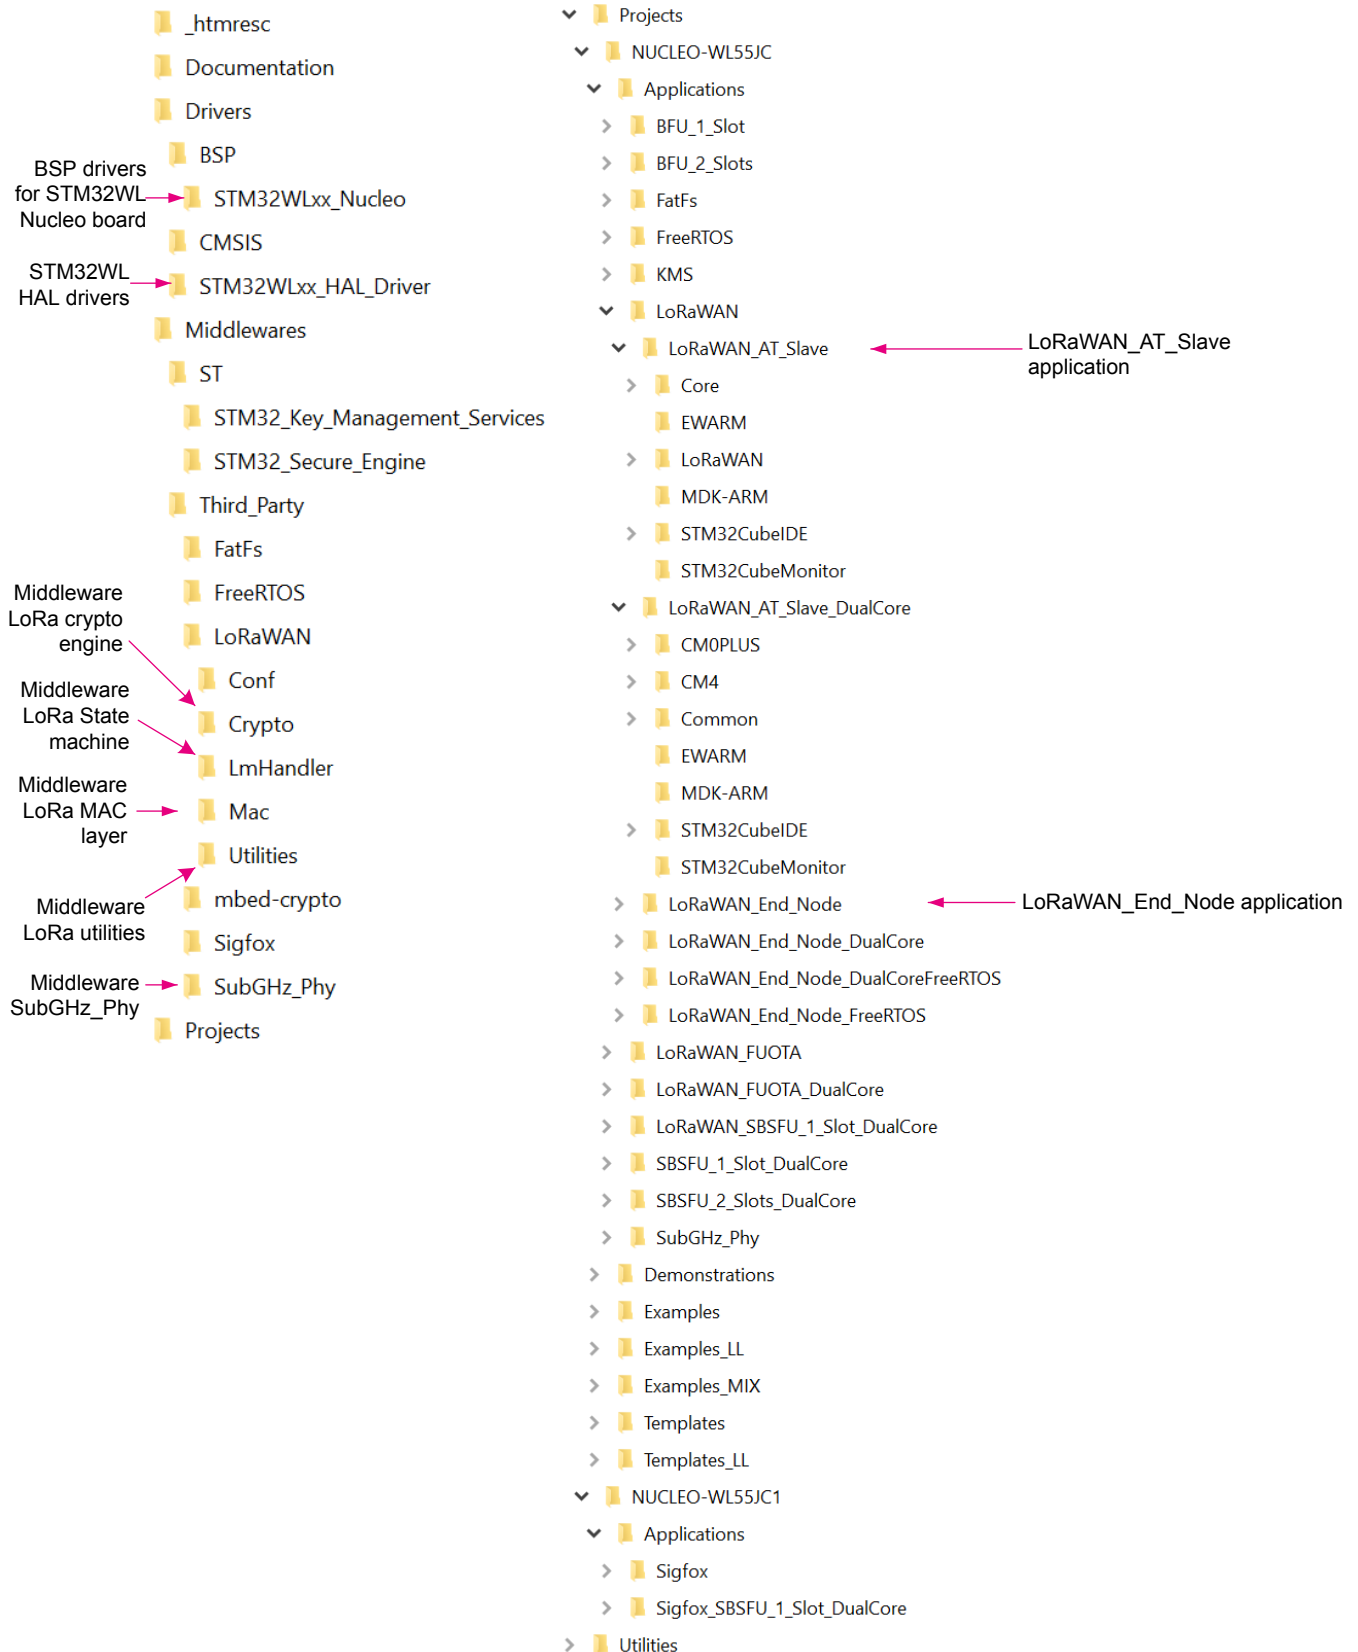 _htmresc
Documentation
Drivers
BSP
BSP drivers
for STM32WL
Nucleo board
STM32WLxx_Nucleo
CMSIS
STM32WL
HAL drivers
STM32WLxx_HAL_Driver
Middlewares
ST
STM32_Key_Management_Services
STM32_Secure_Engine
Third_Party
FatFs
FreeRTOS
LoRaWAN
Middleware
LoRa crypto
engine
Conf
Crypto
Middleware
LoRa State
machine
LmHandler
Middleware
LoRa MAC
layer
Mac
Utilities
Middleware
LoRa utilities
mbed-crypto
Sigfox
Middleware
SubGHz_Phy
SubGHz_Phy
Projects
Projects
NUCLEO-WL55JC
Applications
BFU_1_Slot
BFU_2_Slots
FatFs
FreeRTOS
KMS
LoRaWAN
LoRaWAN_AT_Slave
LoRaWAN_AT_Slave
application
Core
EWARM
LoRaWAN
MDK-ARM
STM32CubeIDE
STM32CubeMonitor
LoRaWAN_AT_Slave_DualCore
CM0PLUS
CM4
Common
EWARM
MDK-ARM
STM32CubeIDE
STM32CubeMonitor
LoRaWAN_End_Node
LoRaWAN_End_Node application
LoRaWAN_End_Node_DualCore
LoRaWAN_End_Node_DualCoreFreeRTOS
LoRaWAN_End_Node_FreeRTOS
LoRaWAN_FUOTA
LoRaWAN_FUOTA_DualCore
LoRaWAN_SBSFU_1_Slot_DualCore
SBSFU_1_Slot_DualCore
SBSFU_2_Slots_DualCore
SubGHz_Phy
Demonstrations
Examples
Examples_LL
Examples_MIX
Templates
Templates_LL
NUCLEO-WL55JC1
Applications
Sigfox
Sigfox_SBSFU_1_Slot_DualCore
Utilities